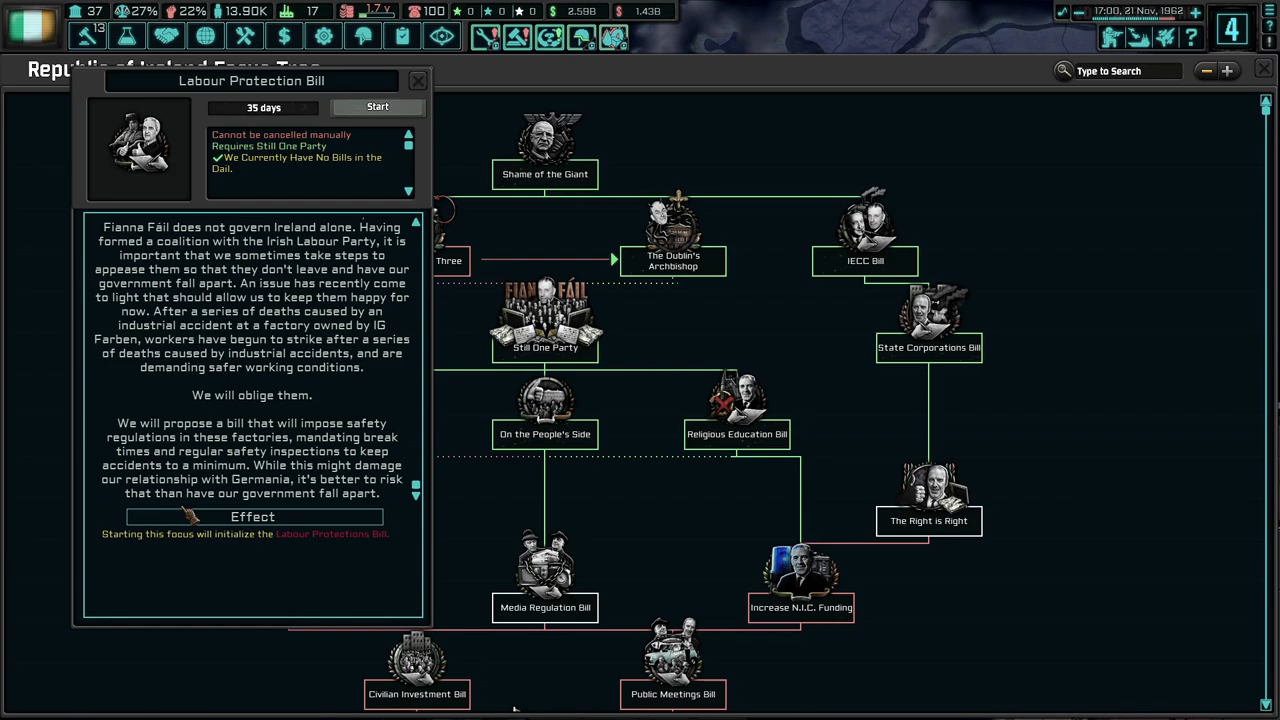 37
27%
22%
13.90K
17
1.7 v
100
0
0
0
2.59B
1.43B
17:00, 21 Nov, 1962
13
4
Republic of Ireland Focus Tree
Type to Search
Labour Protection Bill
35 days
Start
Cannot be cancelled manually
Requires Still One Party
We Currently Have No Bills in the
Dail.
Fianna Fáil does not govern Ireland alone. Having
formed a coalition with the Irish Labour Party, it is
important that we sometimes take steps to
appease them so that they don't leave and have our
government fall apart. An issue has recently come
to light that should allow us to keep them happy for
now. After a series of deaths caused by an
industrial accident at a factory owned by IG
Farben, workers have begun to strike after a series
of deaths caused by industrial accidents, and are
demanding safer working conditions.
We will oblige them.
We will propose a bill that will impose safety
regulations in these factories, mandating break
times and regular safety inspections to keep
accidents to a minimum. While this might damage
our relationship with Germania, it's better to risk
that than have our government fall apart.
Effect
Starting this focus will initialize the Labour Protections Bill.
Shame of the Giant
Three
The Dublin's
Archbishop
IECC Bill
FIAN FÁIL
Still One Party
State Corporations Bill
On the People's Side
Religious Education Bill
The Right is Right
Media Regulation Bill
Increase N.I.C. Funding
Civilian Investment Bill
Public Meetings Bill